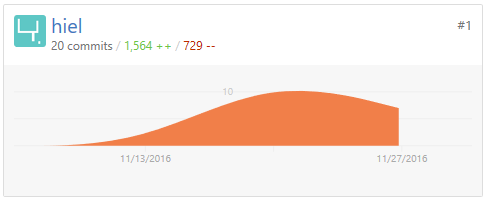 hiel
#1
20 commits / 1,564 ++ / 729 --
10
11/13/2016 11/27/2016